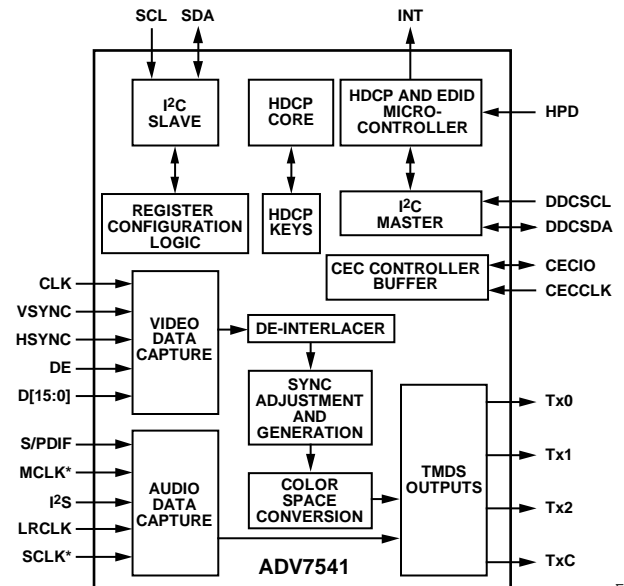 SCL SDA INT
I²C
SLAVE
HDCP
CORE
HDCP AND EDID
MICRO-
CONTROLLER
HPD
REGISTER
CONFIGURATION
LOGIC
HDCP
KEYS
I²C
MASTER
DDCSCL
DDCSDA
CEC CONTROLLER
BUFFER
CECIO
CECCLK
CLK
VSYNC
HSYNC
DE
D[15:0]
VIDEO
DATA
CAPTURE
DE-INTERLACER
SYNC
ADJUSTMENT
AND
GENERATION
S/PDIF
MCLK*
I²S
LRCLK
SCLK*
AUDIO
DATA
CAPTURE
COLOR
SPACE
CONVERSION
TMDS
OUTPUTS
Tx0
Tx1
Tx2
TxC
ADV7541